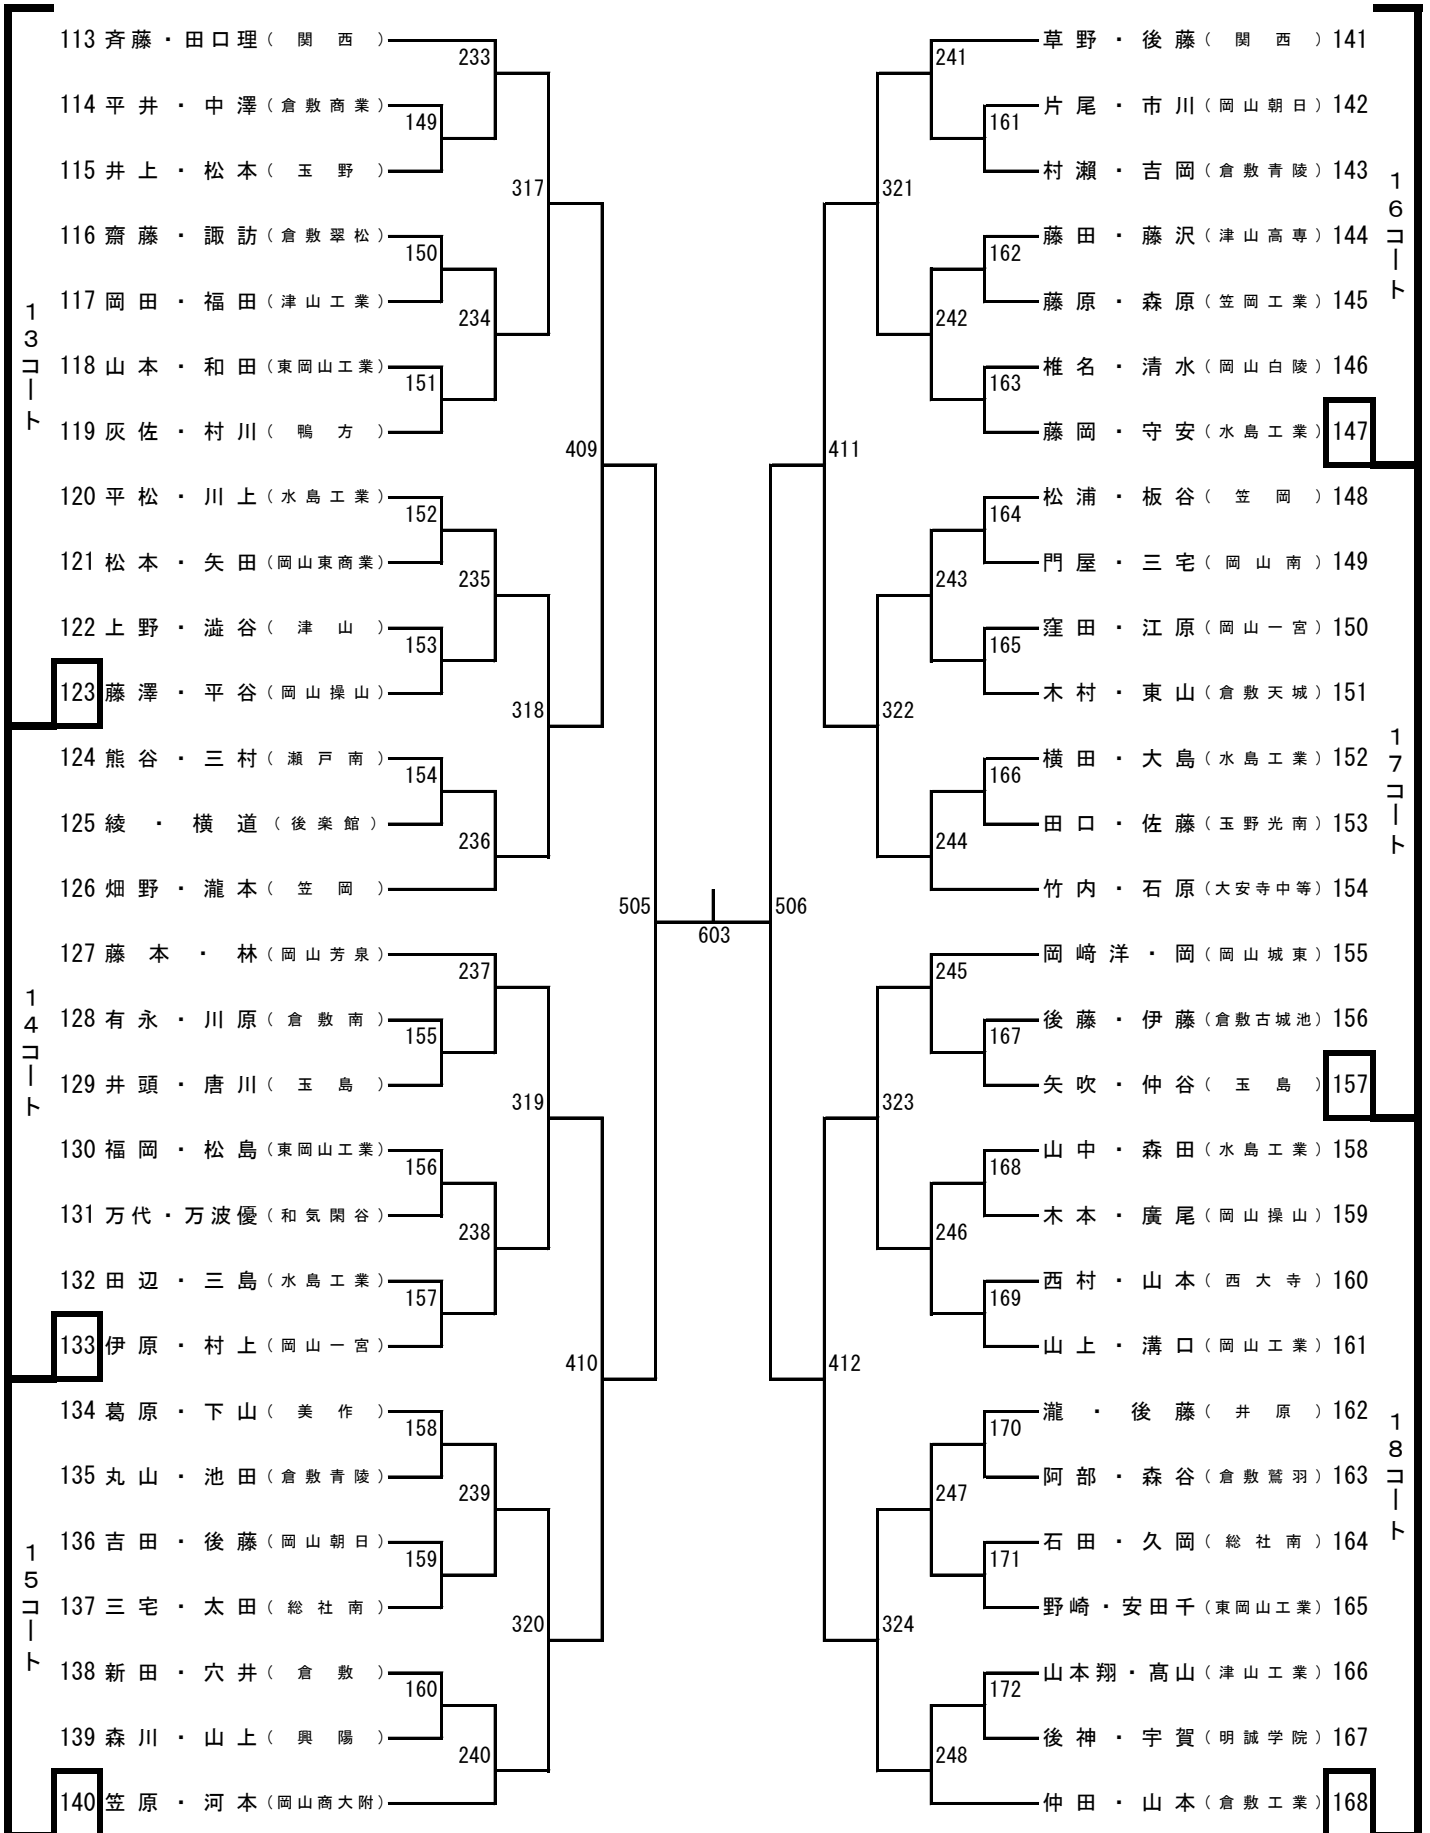 113 斉藤・田口理（ 関 西 ）
233
114 平井・中澤（倉敷商業）
149
115 井上・松本（ 玉 野 ）
317
116 齋藤・諏訪（倉敷翠松）
150
117 岡田・福田（津山工業）
234
118 山本・和田（東岡山工業）
151
119 灰佐・村川（ 鴨 方 ）
13コート
409
120 平松・川上（水島工業）
152
121 松本・矢田（岡山東商業）
235
122 上野・澁谷（ 津 山 ）
153
123 藤澤・平谷（岡山操山）
318
124 熊谷・三村（瀬戸南）
154
125 綾・横道（後楽館）
236
126 畑野・瀧本（ 笠 岡 ）
505
127 藤本・林（岡山芳泉）
237
128 有永・川原（倉敷南）
155
129 井頭・唐川（ 玉 島 ）
14コート
319
130 福岡・松島（東岡山工業）
156
131 万代・万波優（和気閑谷）
238
132 田辺・三島（水島工業）
157
133 伊原・村上（岡山一宮）
410
134 葛原・下山（ 美 作 ）
158
135 丸山・池田（倉敷青陵）
239
136 吉田・後藤（岡山朝日）
159
137 三宅・太田（総社南）
15コート
320
138 新田・穴井（ 倉 敷 ）
160
139 森川・山上（ 興 陽 ）
240
140 笠原・河本（岡山商大附）
603
草野・後藤（ 関 西 ）141
241
片尾・市川（岡山朝日）142
161
村瀬・吉岡（倉敷青陵）143
321
16コート
藤田・藤沢（津山高専）144
162
藤原・森原（笠岡工業）145
242
椎名・清水（岡山白陵）146
163
藤岡・守安（水島工業）147
411
松浦・板谷（ 笠 岡 ）148
164
門屋・三宅（岡山南）149
243
窪田・江原（岡山一宮）150
165
木村・東山（倉敷天城）151
322
17コート
横田・大島（水島工業）152
166
田口・佐藤（玉野光南）153
244
竹内・石原（大安寺中等）154
506
岡﨑洋・岡（岡山城東）155
245
後藤・伊藤（倉敷古城池）156
167
矢吹・仲谷（ 玉 島 ）157
323
山中・森田（水島工業）158
168
木本・廣尾（岡山操山）159
246
西村・山本（西大寺）160
169
山上・溝口（岡山工業）161
412
瀧・後藤（ 井 原 ）162
170
18コート
阿部・森谷（倉敷鷲羽）163
247
石田・久岡（総社南）164
171
野崎・安田千（東岡山工業）165
324
山本翔・髙山（津山工業）166
172
後神・宇賀（明誠学院）167
248
仲田・山本（倉敷工業）168